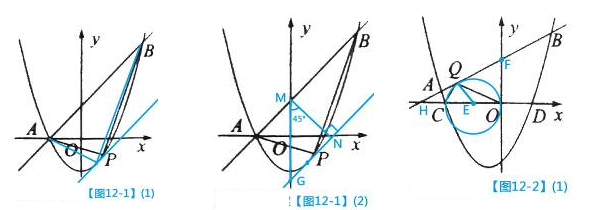 y
B
A
O
P
x
【图12-1】(1)
y
B
M
45°
A
O
N
x
P
G
【图12-1】(2)
y
B
F
Q
A
H
C
E
O
D
x
【图12-2】(1)